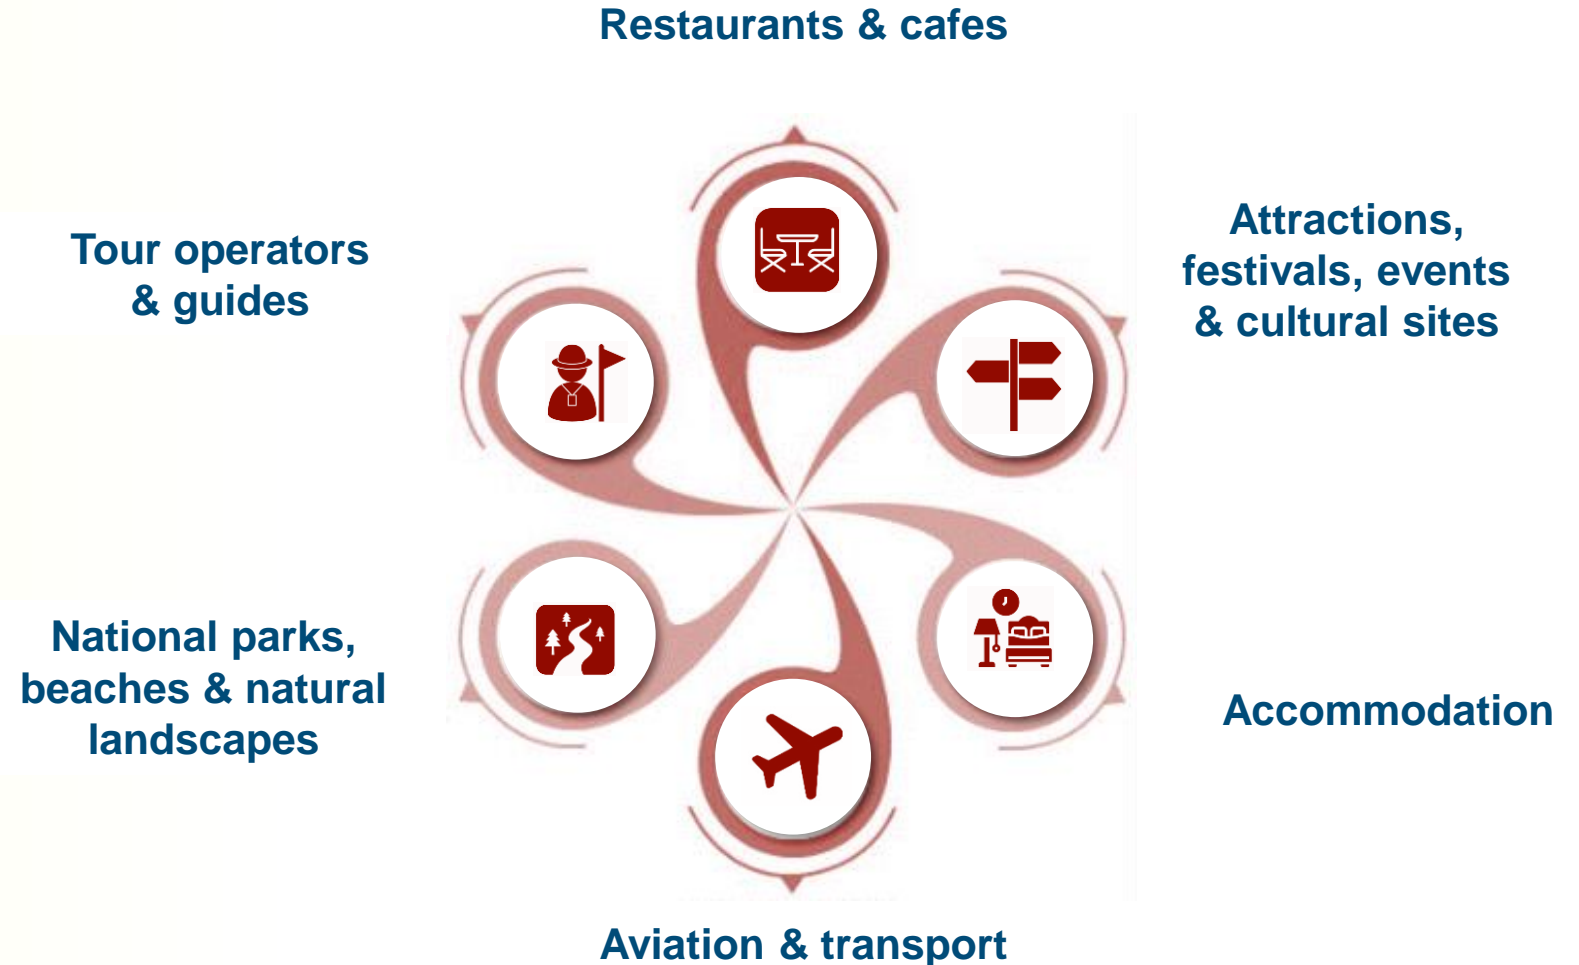 Restaurants & cafes
Attractions,
festivals, events
& cultural sites
Tour operators
& guides
National parks,
beaches & natural
landscapes
Accommodation
Aviation & transport